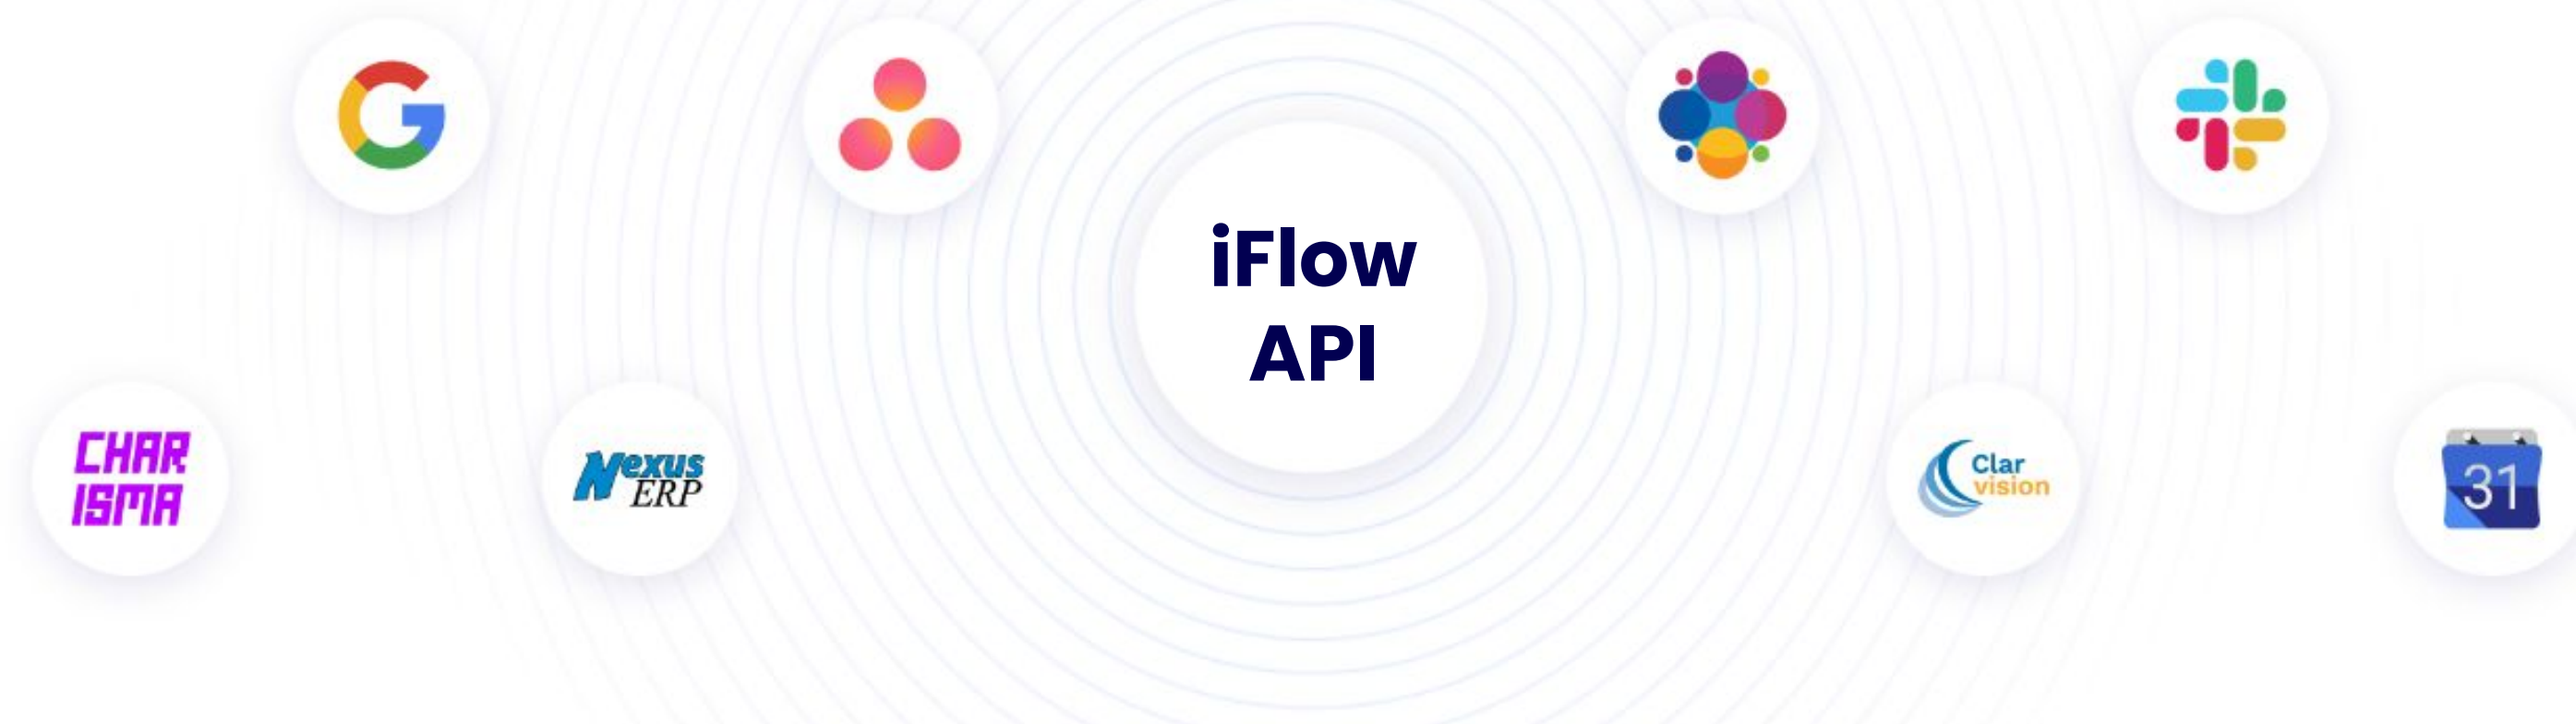 iFlow
API
CHAR
ISMA
Nexus
ERP
Clar
vision
31